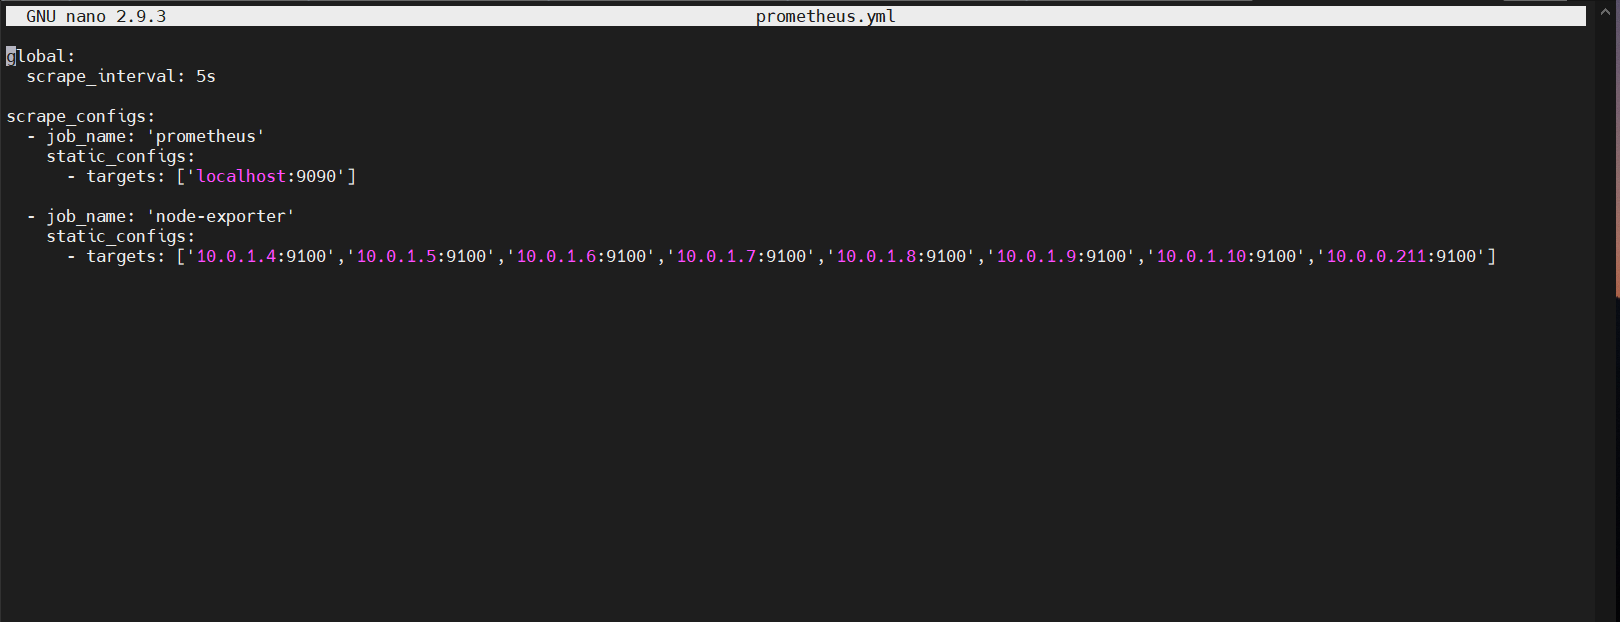 GNU nano 2.9.3 prometheus.yml
global:
  scrape_interval: 5s
scrape_configs:
  - job_name: 'prometheus'
    static_configs:
      - targets: ['localhost:9090']
  - job_name: 'node-exporter'
    static_configs:
      - targets: ['10.0.1.4:9100','10.0.1.5:9100','10.0.1.6:9100','10.0.1.7:9100','10.0.1.8:9100','10.0.1.9:9100','10.0.1.10:9100','10.0.0.211:9100']